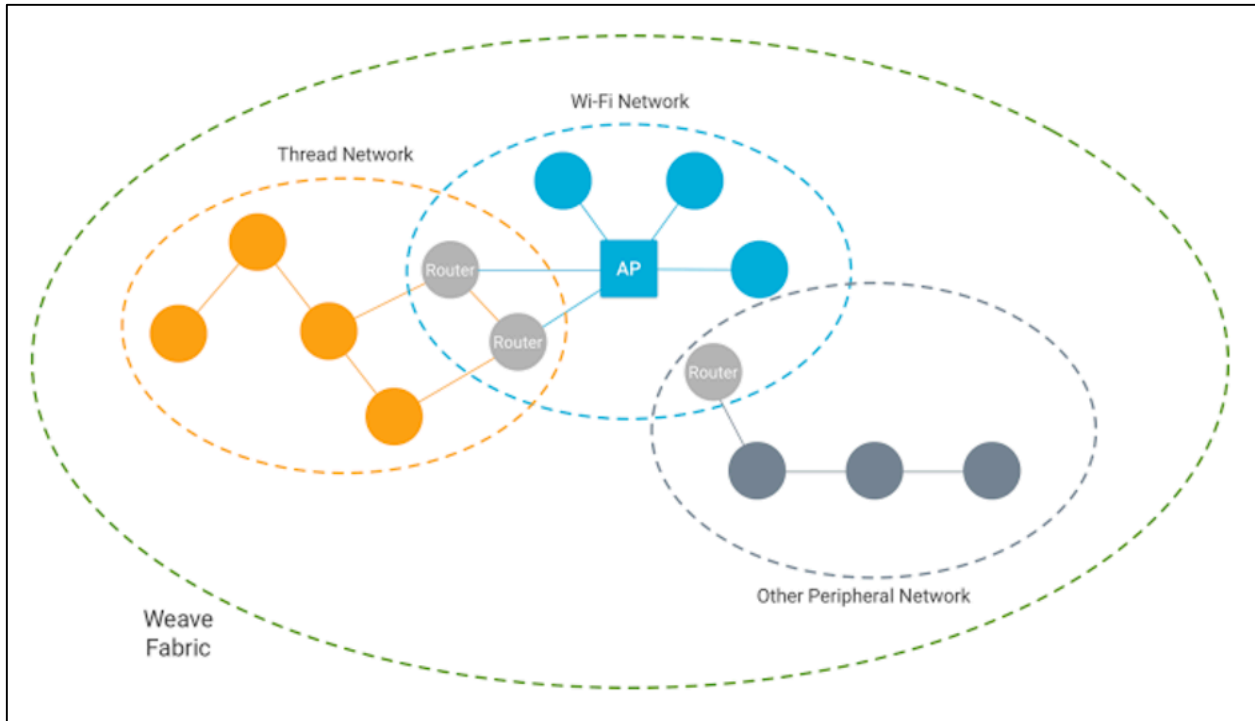 Wi-Fi Network
Thread Network
Router
AP
Router
Router
Other Peripheral Network
Weave
Fabric